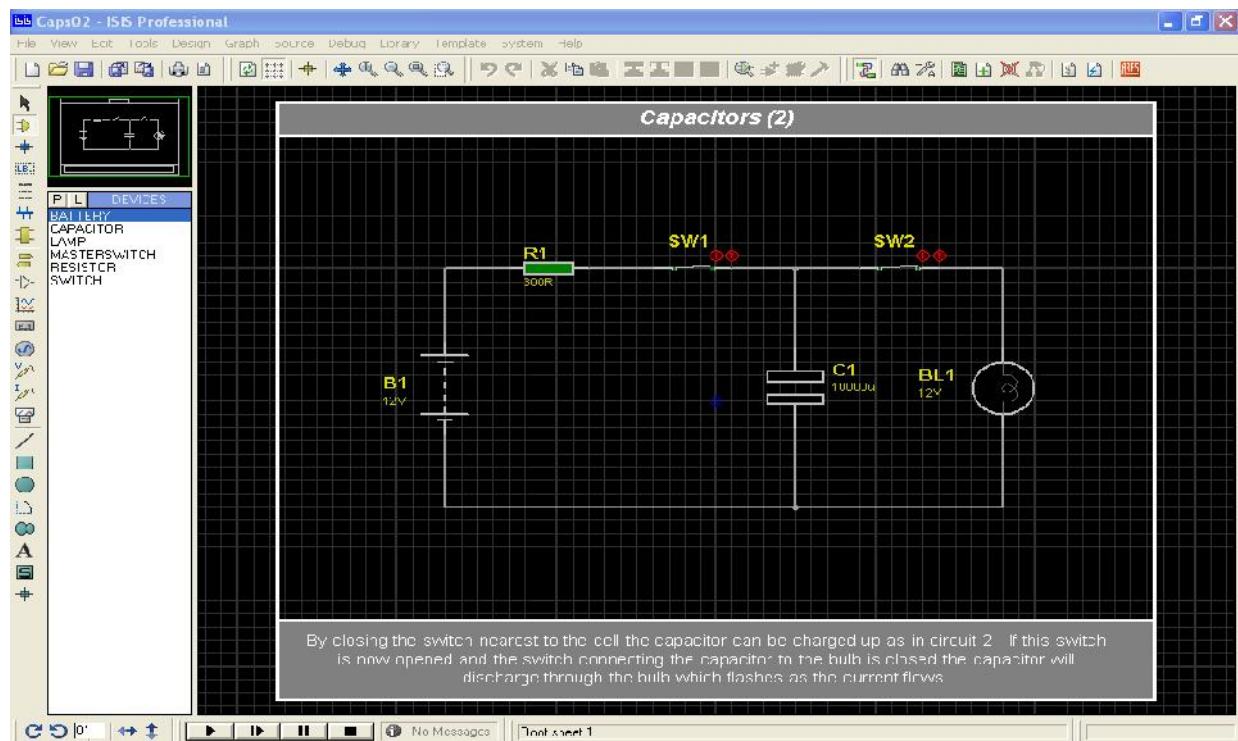 Caps02 - ISIS Professional
File View Edit Tools Design Graph Source Debug Library Template System Help
Capacitors (2)
P L DEVICES
BATTERY
CAPACITOR
LAMP
MASTERSWITCH
RESISTOR
SWITCH
R1
300R
SW1
SW2
B1
12V
C1
10000u
BL1
12V
By closing the switch nearest to the cell the capacitor can be charged up as in circuit 2. If this switch
is now opened and the switch connecting the capacitor to the bulb is closed the capacitor will
discharge through the bulb which flashes as the current flows
No Messages
Root sheet 1